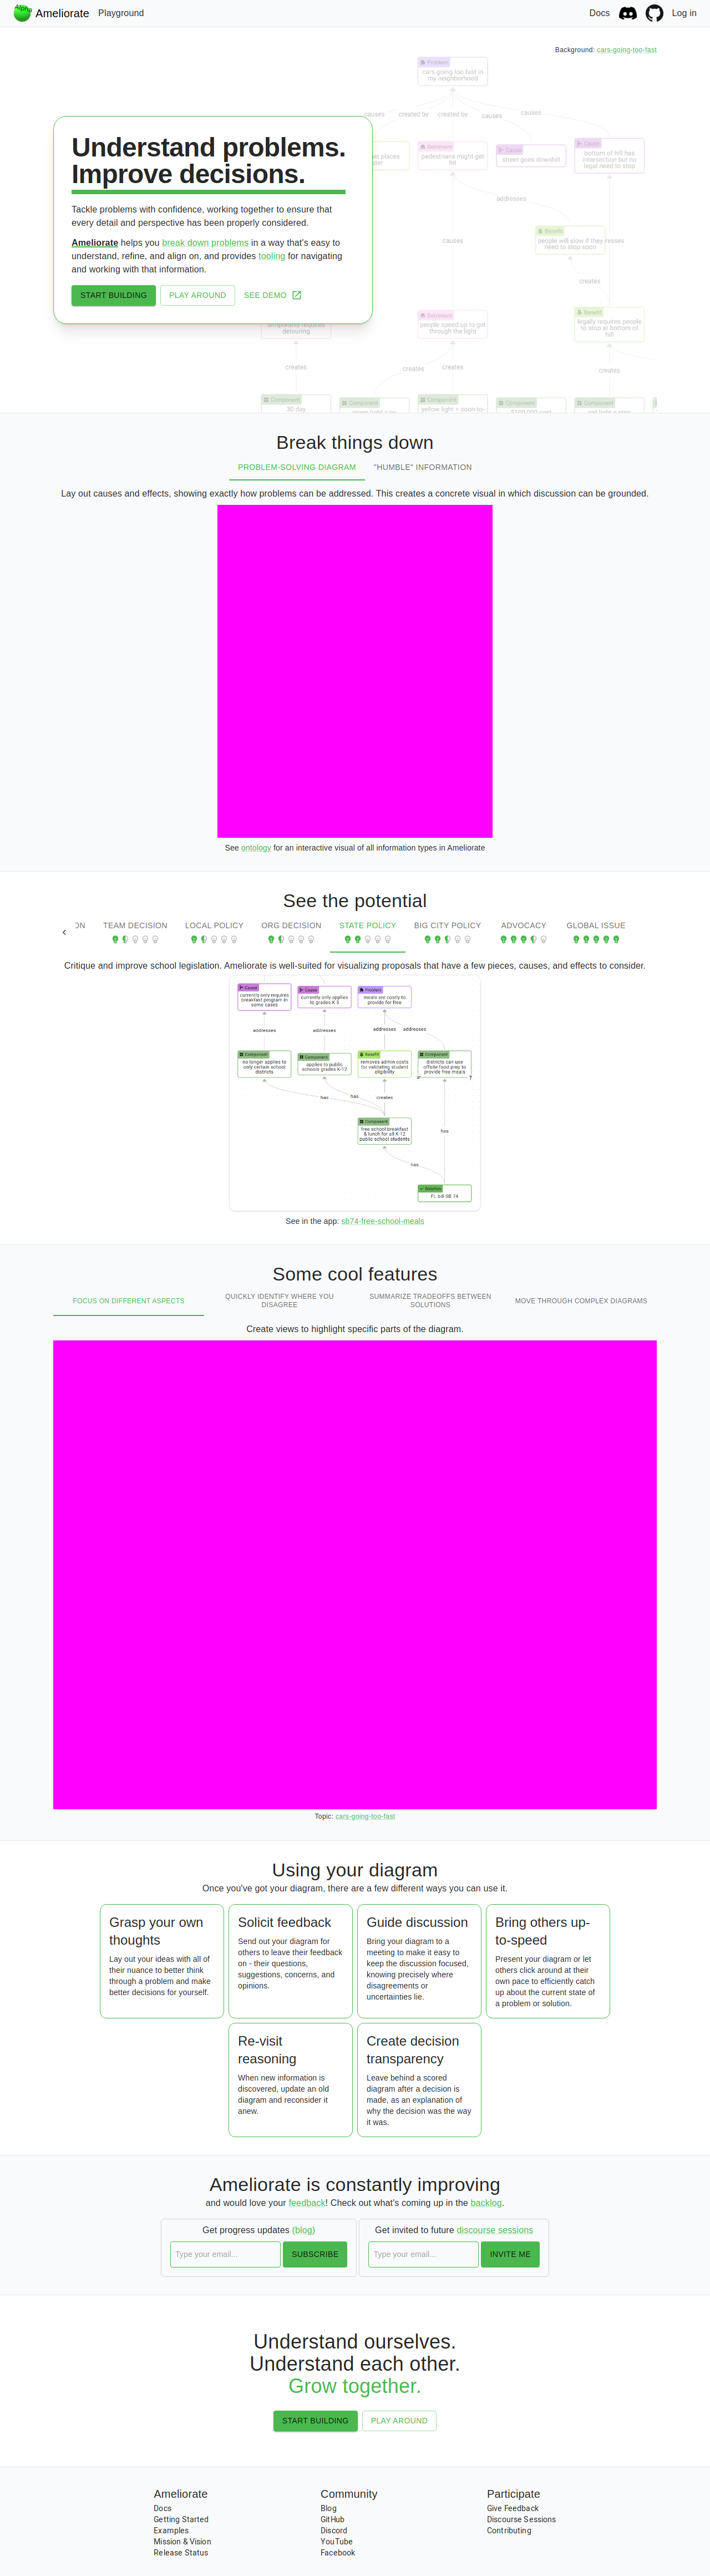 Alpha
Ameliorate
Playground
Docs
Log in
Background: cars-going-too-fast
Problem
cars going too fast in
my neighborhood
causes
created by
created by
causes
causes
Detriment
pedestrians might get
hit
Cause
street goes downhill
Cause
bottom of hill has
intersection but no
legal need to stop
addresses
causes
Benefit
people will slow if they
need to stop soon
creates
Understand problems.
Improve decisions.
Tackle problems with confidence, working together to ensure that
every detail and perspective has been properly considered.
Ameliorate helps you break down problems in a way that's easy to
understand, refine, and align on, and provides tooling for navigating
and working with that information.
START BUILDING
PLAY AROUND
SEE DEMO
detouring
Detriment
people speed up to get
through the light
Benefit
legally requires people
to stop at bottom of
hill
creates
creates
creates
creates
Component
30 day
Component
Component
yellow light = soon-to-
Component
Component
Break things down
PROBLEM-SOLVING DIAGRAM
"HUMBLE" INFORMATION
Lay out causes and effects, showing exactly how problems can be addressed. This creates a concrete visual in which discussion can be grounded.
See ontology for an interactive visual of all information types in Ameliorate
See the potential
ON
TEAM DECISION
LOCAL POLICY
ORG DECISION
STATE POLICY
BIG CITY POLICY
ADVOCACY
GLOBAL ISSUE
Critique and improve school legislation. Ameliorate is well-suited for visualizing proposals that have a few pieces, causes, and effects to consider.
Cause
currently only requires
breakfast program in
some cases
Cause
currently only applies
to grades K-5
Problem
meals are costly to
provide for free
addresses
addresses
addresses
addresses
Component
no longer applies to
only certain school
districts
Component
applies to public
schools grades K-12
Benefit
removes admin costs
for validating student
eligibility
Component
districts can use
offsite food prep to
provide free meals
has
has
creates
Component
free school breakfast
& lunch for all K-12
public school students
has
has
Solution
FL bill SB 74
See in the app: sb74-free-school-meals
Some cool features
FOCUS ON DIFFERENT ASPECTS
QUICKLY IDENTIFY WHERE YOU
DISAGREE
SUMMARIZE TRADEOFFS BETWEEN
SOLUTIONS
MOVE THROUGH COMPLEX DIAGRAMS
Create views to highlight specific parts of the diagram.
Topic: cars-going-too-fast
Using your diagram
Once you've got your diagram, there are a few different ways you can use it.
Grasp your own
thoughts
Lay out your ideas with all of
their nuance to better think
through a problem and make
better decisions for yourself.
Solicit feedback
Send out your diagram for
others to leave their feedback
on - their questions,
suggestions, concerns, and
opinions.
Guide discussion
Bring your diagram to a
meeting to make it easy to
keep the discussion focused,
knowing precisely where
disagreements or
uncertainties lie.
Bring others up-
to-speed
Present your diagram or let
others click around at their
own pace to efficiently catch
up about the current state of
a problem or solution.
Re-visit
reasoning
When new information is
discovered, update an old
diagram and reconsider it
anew.
Create decision
transparency
Leave behind a scored
diagram after a decision is
made, as an explanation of
why the decision was the way
it was.
Ameliorate is constantly improving
and would love your feedback! Check out what's coming up in the backlog.
Get progress updates (blog)
Type your email...
SUBSCRIBE
Get invited to future discourse sessions
Type your email...
INVITE ME
Understand ourselves.
Understand each other.
Grow together.
START BUILDING
PLAY AROUND
Ameliorate
Docs
Getting Started
Examples
Mission & Vision
Release Status
Community
Blog
GitHub
Discord
YouTube
Facebook
Participate
Give Feedback
Discourse Sessions
Contributing